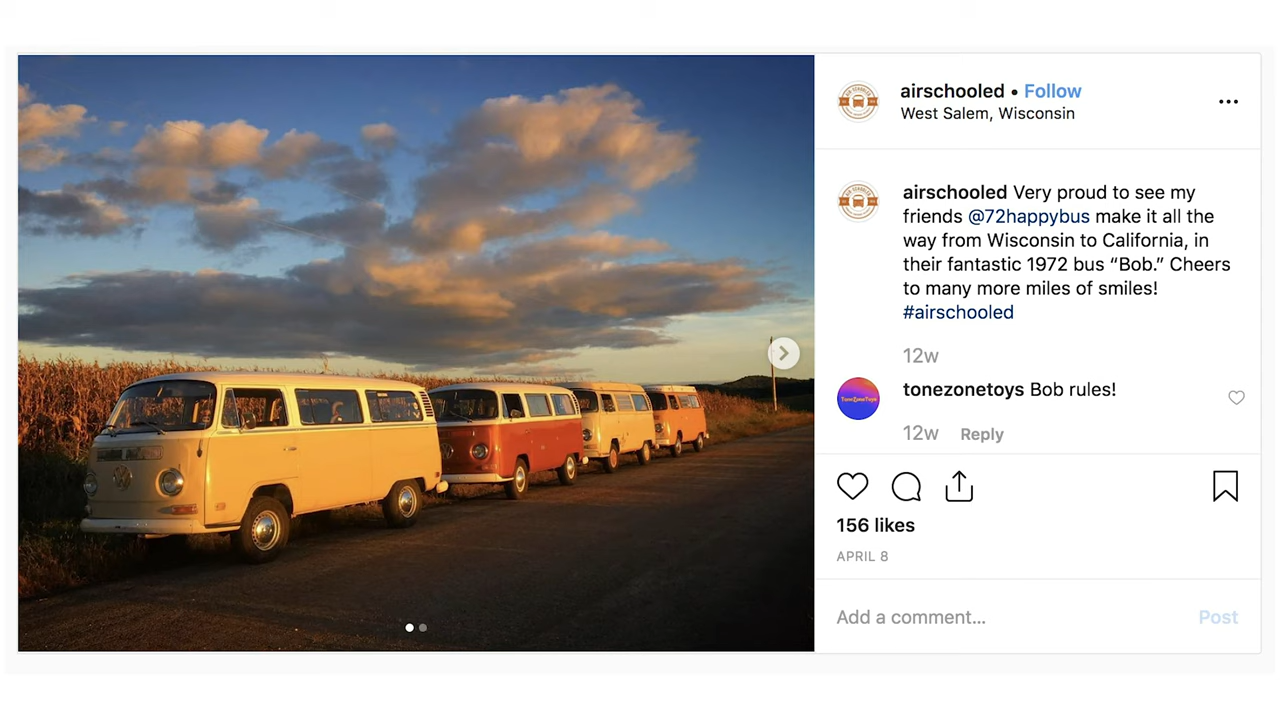 airschooled • Follow
West Salem, Wisconsin
airschooled Very proud to see my
friends @72happybus make it all the
way from Wisconsin to California, in
their fantastic 1972 bus “Bob.” Cheers
to many more miles of smiles!
#airschooled
12w
ToneZoneToys
tonezonetoys Bob rules!
12w Reply
156 likes
APRIL 8
Add a comment... Post